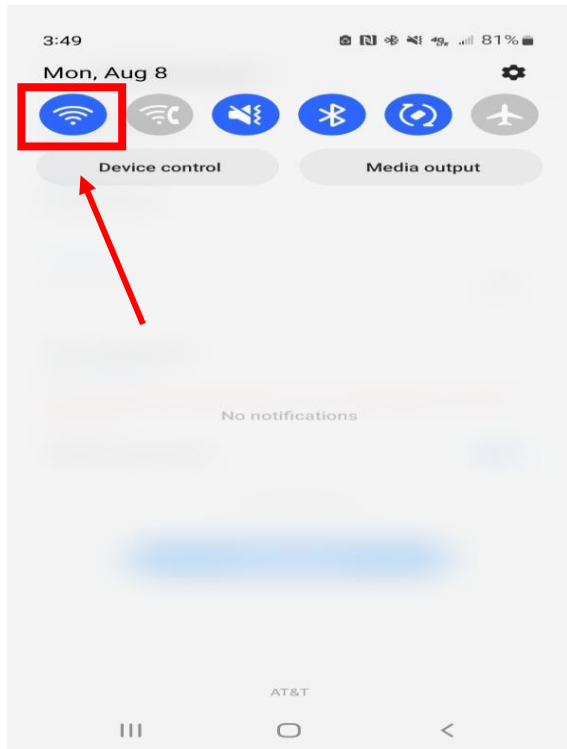 3:49 81%
Mon, Aug 8
Device control Media output
No notifications
AT&T